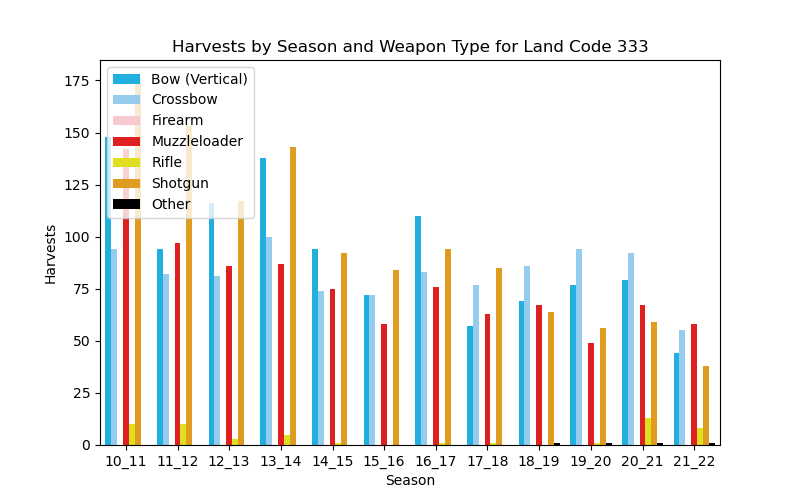 Harvests by Season and Weapon Type for Land Code 333
175
150
125
100
75
50
25
0
Harvests
Bow (Vertical)
Crossbow
Firearm
Muzzleloader
Rifle
Shotgun
Other
10_11 11_12 12_13 13_14 14_15 15_16 16_17 17_18 18_19 19_20 20_21 21_22
Season